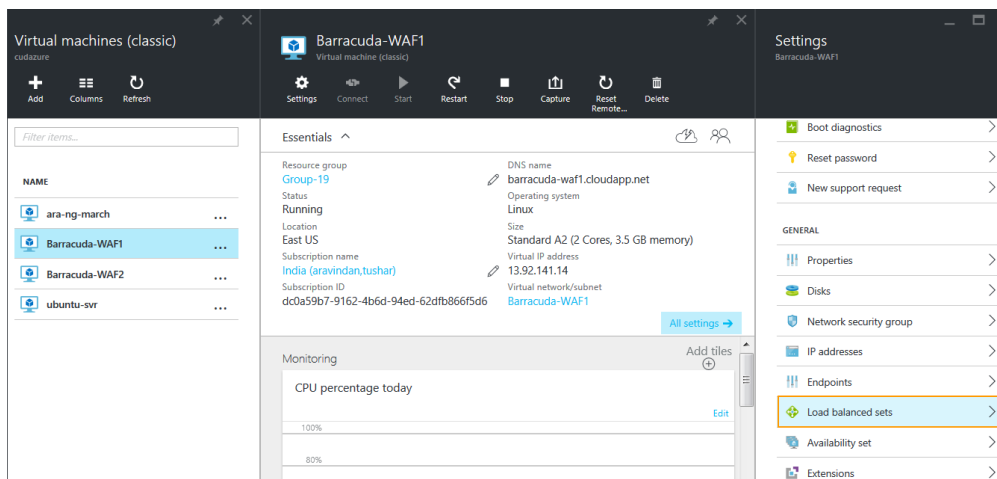 Virtual machines (classic)
cudazure
Add
Columns
Refresh
Filter items...
NAME
ara-ng-march
...
Barracuda-WAF1
...
Barracuda-WAF2
...
ubuntu-svr
...
Barracuda-WAF1
Virtual machine (classic)
Settings
Connect
Start
Restart
Stop
Capture
Reset
Remote...
Delete
Essentials
Resource group
Group-19
Status
Running
Location
East US
Subscription name
India (aravindan,tushar)
Subscription ID
dc0a59b7-9162-4b6d-94ed-62dfb866f5d6
DNS name
barracuda-waf1.cloudapp.net
Operating system
Linux
Size
Standard A2 (2 Cores, 3.5 GB memory)
Virtual IP address
13.92.141.14
Virtual network/subnet
Barracuda-WAF1
All settings →
Monitoring
Add tiles
CPU percentage today
Edit
100%
80%
Settings
Barracuda-WAF1
Boot diagnostics
Reset password
New support request
GENERAL
Properties
Disks
Network security group
IP addresses
Endpoints
Load balanced sets
Availability set
Extensions